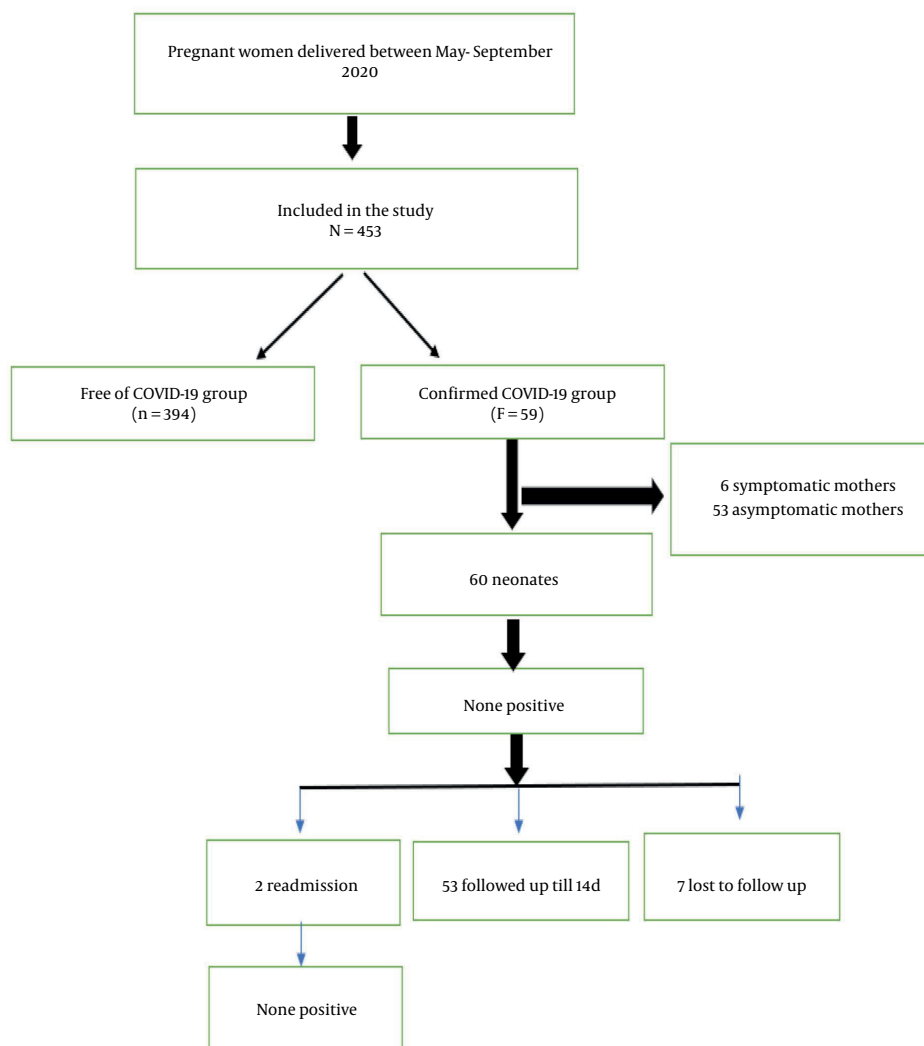 Pregnant women delivered between May- September
2020
Included in the study
N = 453
Free of COVID-19 group
(n = 394)
Confirmed COVID-19 group
(F = 59)
6 symptomatic mothers
53 asymptomatic mothers
60 neonates
None positive
2 readmission
53 followed up till 14d
7 lost to follow up
None positive